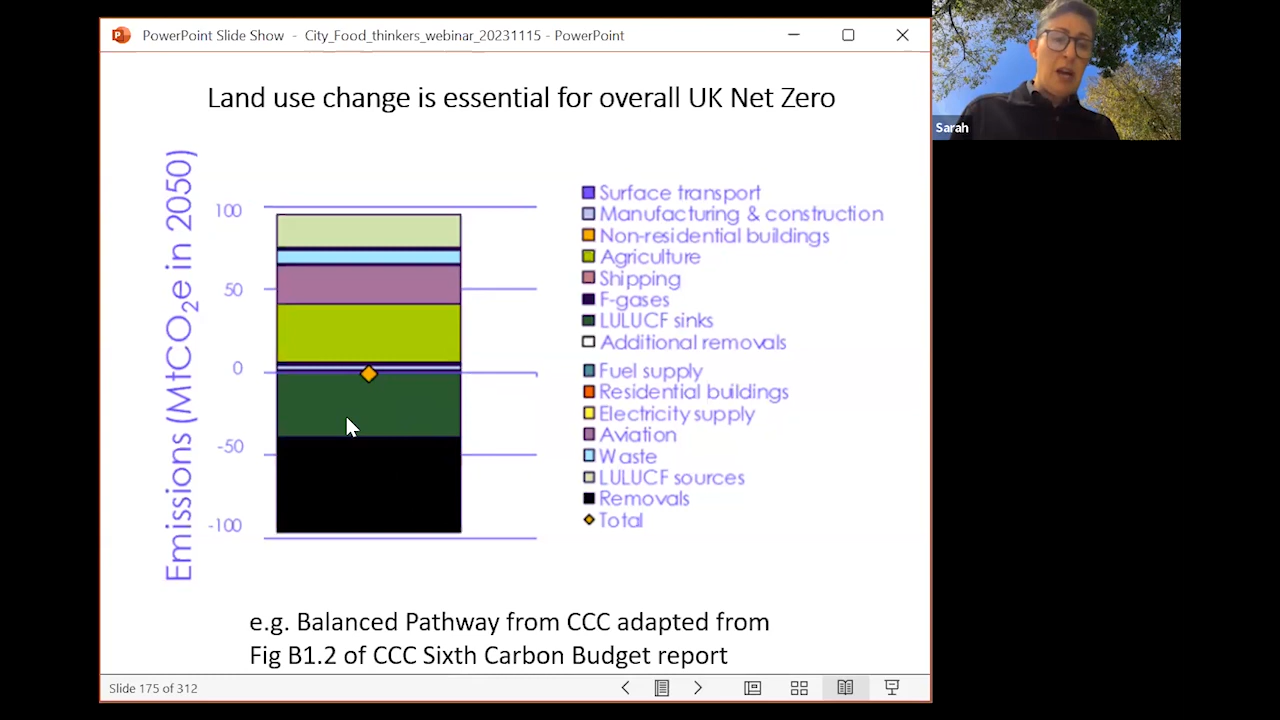 PowerPoint Slide Show - City_Food_thinkers_webinar_20231115 - PowerPoint
Sarah
Land use change is essential for overall UK Net Zero
Emissions (MtCO2e in 2050)
100
50
0
-50
-100
Surface transport
Manufacturing & construction
Non-residential buildings
Agriculture
Shipping
F-gases
LULUCF sinks
Additional removals
Fuel supply
Residential buildings
Electricity supply
Aviation
Waste
LULUCF sources
Removals
Total
e.g. Balanced Pathway from CCC adapted from
Fig B1.2 of CCC Sixth Carbon Budget report
Slide 175 of 312